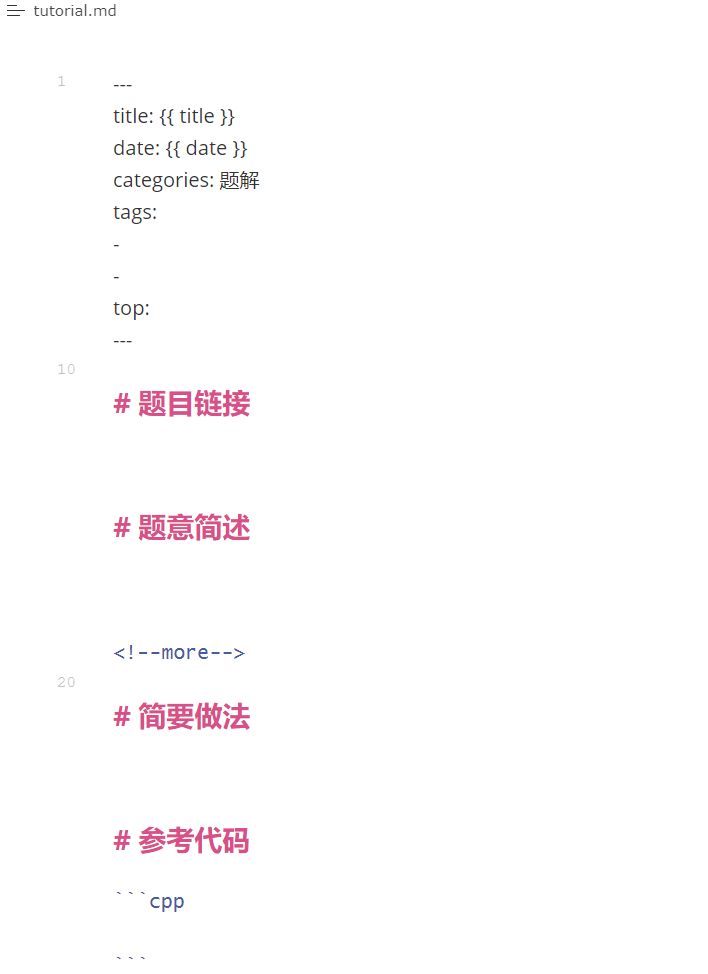 tutorial.md
1
---
title: {{ title }}
date: {{ date }}
categories: 题解
tags:
-
-
top:
---
10
# 题目链接
# 题意简述
<!--more-->
20
# 简要做法
# 参考代码
```cpp
```